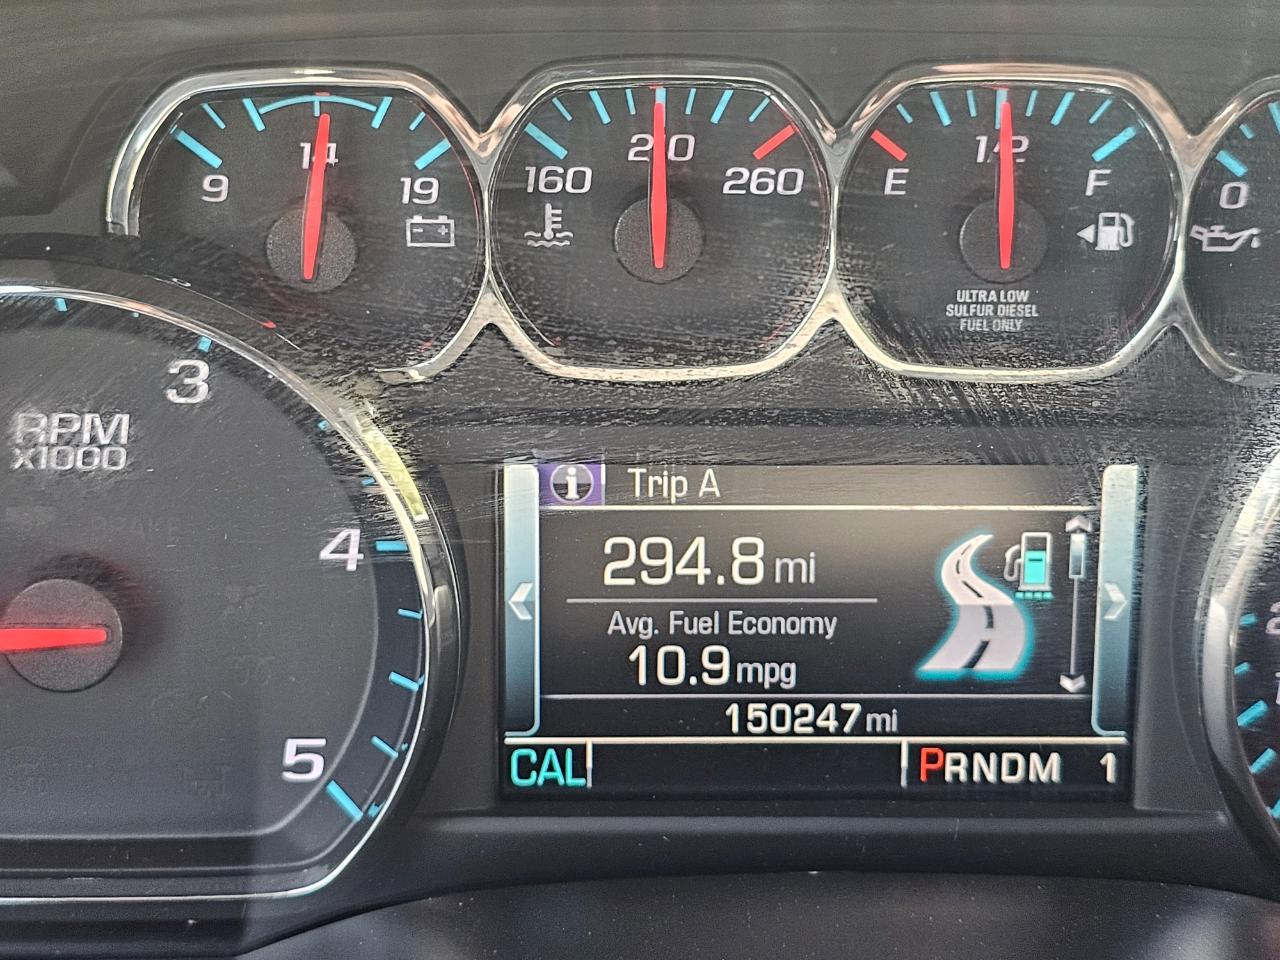 9 14 19
160 210 260
E 1/2 F
ULTRA LOW
SULFUR DIESEL
FUEL ONLY
0
3
RPM
x1000
4
5
i Trip A
294.8 mi
Avg. Fuel Economy
10.9 mpg
150247 mi
CAL PRNDM 1